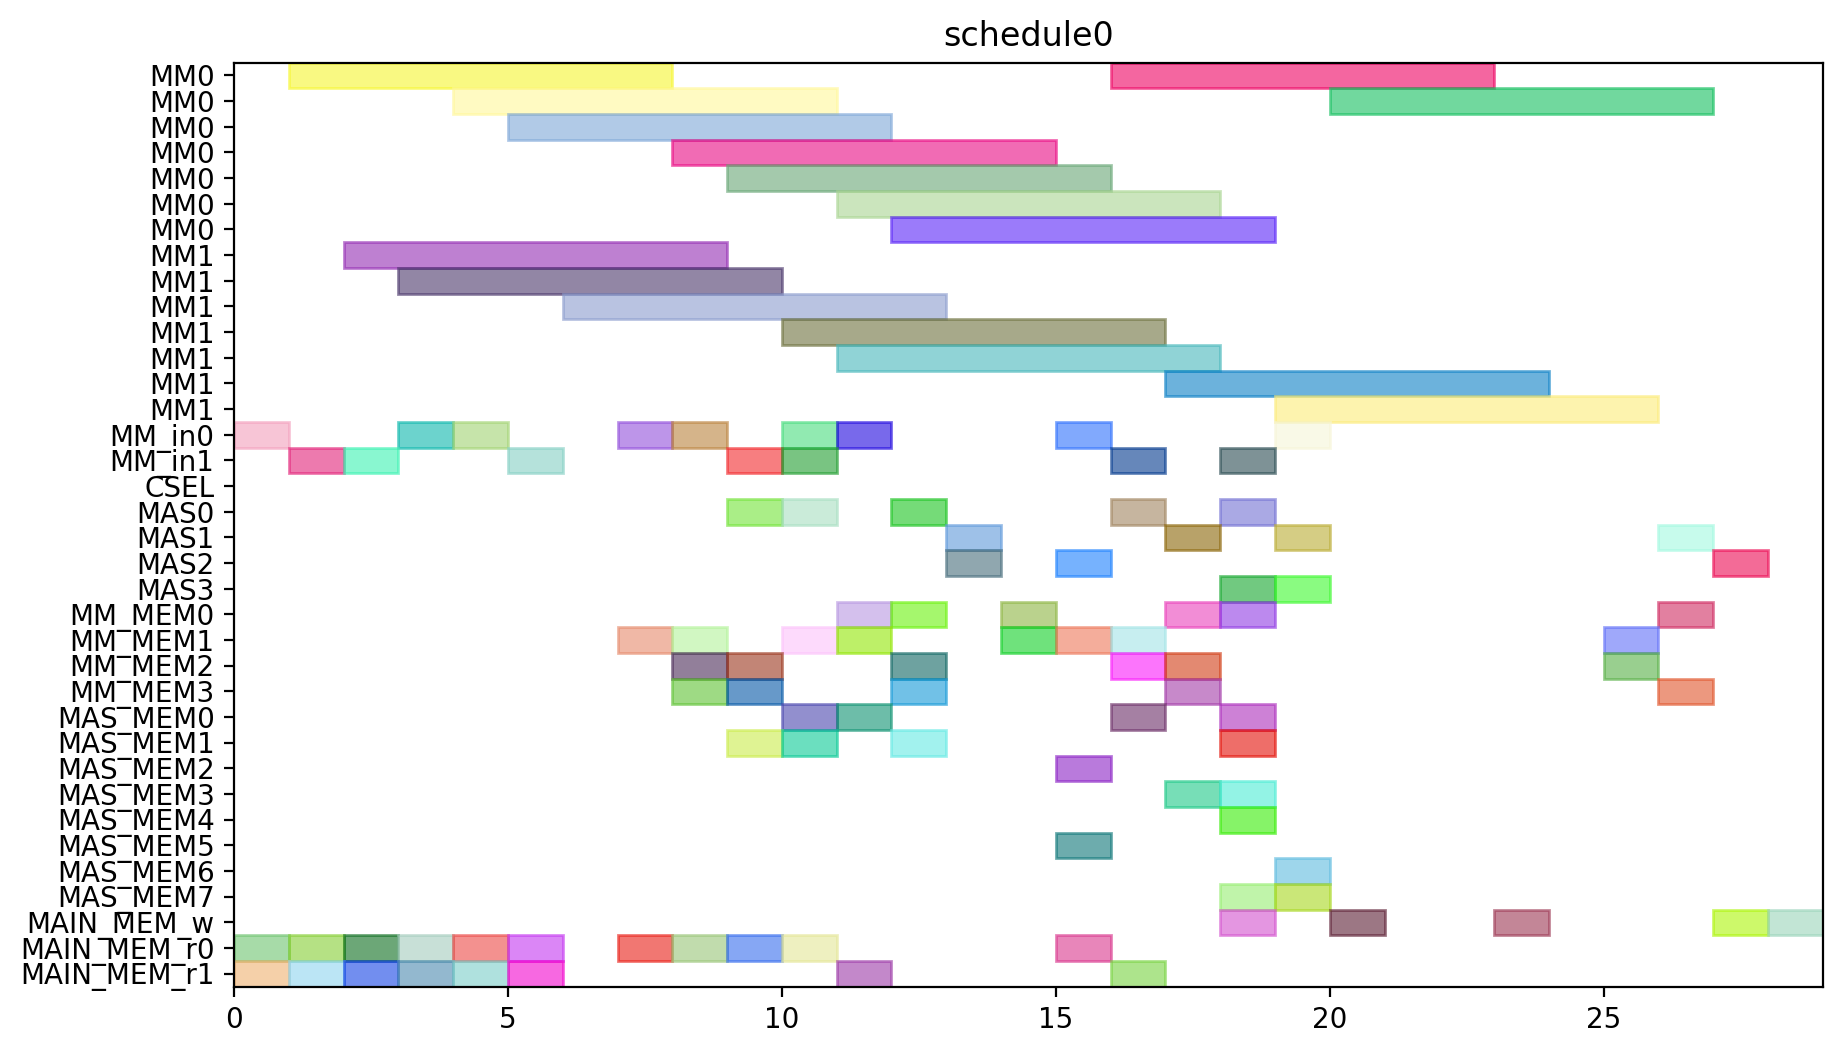 schedule0
MM0
MM0
MM0
MM0
MM0
MM0
MM0
MM1
MM1
MM1
MM1
MM1
MM1
MM1
MM_in0
MM_in1
CSEL
MAS0
MAS1
MAS2
MAS3
MM_MEM0
MM_MEM1
MM_MEM2
MM_MEM3
MAS_MEM0
MAS_MEM1
MAS_MEM2
MAS_MEM3
MAS_MEM4
MAS_MEM5
MAS_MEM6
MAS_MEM7
MAIN_MEM_w
MAIN_MEM_r0
MAIN_MEM_r1
0 5 10 15 20 25